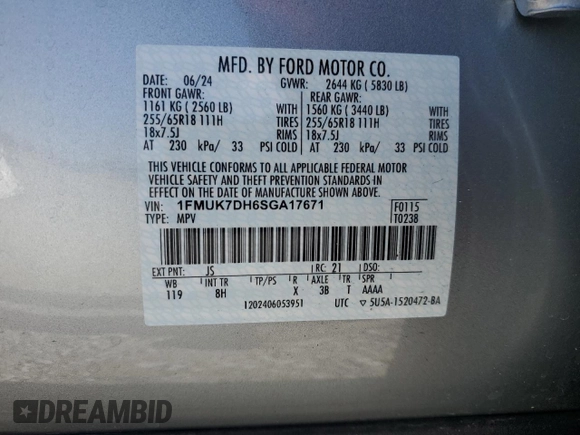 MFD. BY FORD MOTOR CO.
DATE: 06/24 GVWR: 2644 KG ( 5830 LB)
FRONT GAWR: REAR GAWR:
1161 KG ( 2560 LB) WITH 1560 KG ( 3440 LB) WITH
255/65R18 111H TIRES 255/65R18 111H TIRES
18x7.5J RIMS 18x7.5J RIMS
AT 230 kPa/ 33 PSI COLD AT 230 kPa/ 33 PSI COLD
THIS VEHICLE CONFORMS TO ALL APPLICABLE FEDERAL MOTOR
VEHICLE SAFETY AND THEFT PREVENTION STANDARDS IN EFFECT ON
THE DATE OF MANUFACTURE SHOWN ABOVE.
VIN: 1FMUK7DH6SGA17671 F0115
TYPE: MPV T0238
EXT PNT: JS RC: 21 DSO:
WB INT TR TP/PS R AXLE TR SPR
119 8H X 3B T AAAA
1202406053951 UTC ▽ 5U5A-1520472-BA
DREAMBID